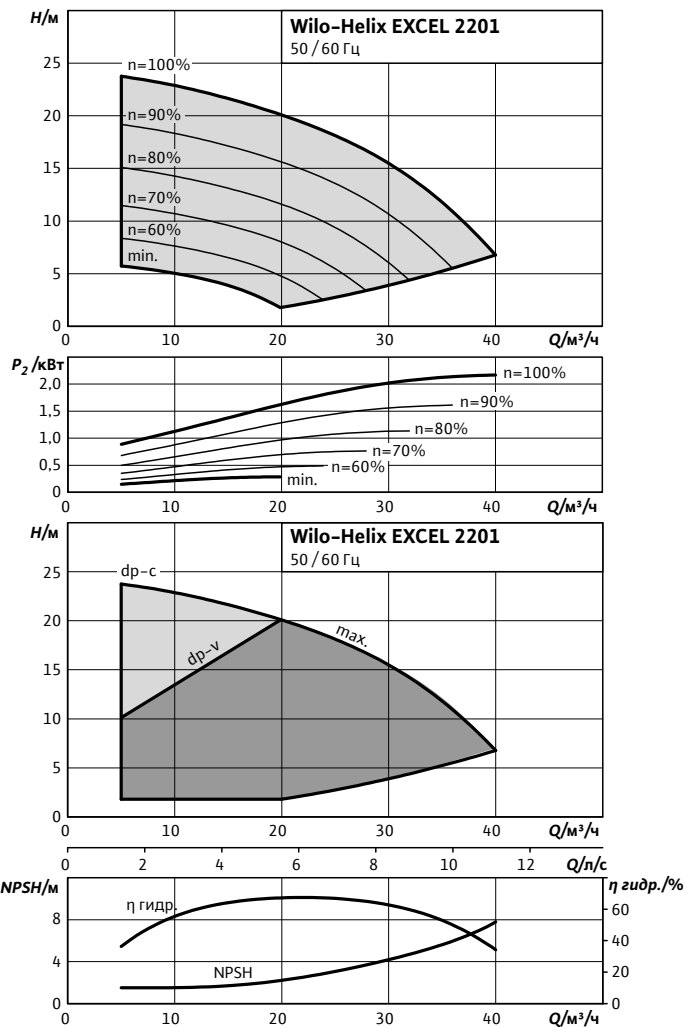 H/м
Wilo-Helix EXCEL 2201
50 / 60 Гц
25
n=100%
20
n=90%
15
n=80%
n=70%
10
n=60%
min.
5
0
0 10 20 30 40 Q/м³/ч
P₂ /кВт
2,0
n=100%
1,5
n=90%
1,0
n=80%
n=70%
0,5
n=60%
min.
0
0 10 20 30 40 Q/м³/ч
H/м
Wilo-Helix EXCEL 2201
50 / 60 Гц
25
dp-c
20
max.
15
dp-v
10
5
0
0 10 20 30 40 Q/м³/ч
0 2 4 6 8 10 12 Q/л/с
NPSH/м
η гидр./%
η гидр.
8
60
40
4
NPSH
20
0
0
0 10 20 30 40 Q/м³/ч